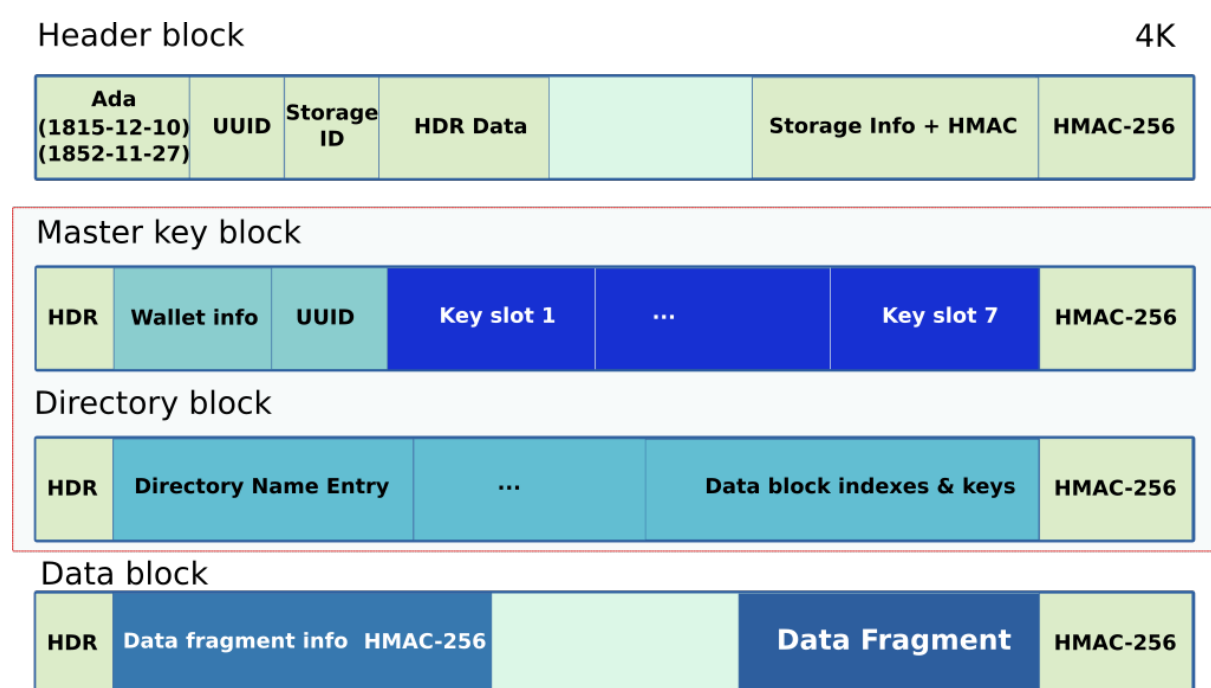 Header block 4K
Ada
(1815-12-10)
(1852-11-27)
UUID
Storage
ID
HDR Data
Storage Info + HMAC
HMAC-256
Master key block
HDR
Wallet info
UUID
Key slot 1
...
Key slot 7
HMAC-256
Directory block
HDR
Directory Name Entry
...
Data block indexes & keys
HMAC-256
Data block
HDR
Data fragment info HMAC-256
Data Fragment
HMAC-256